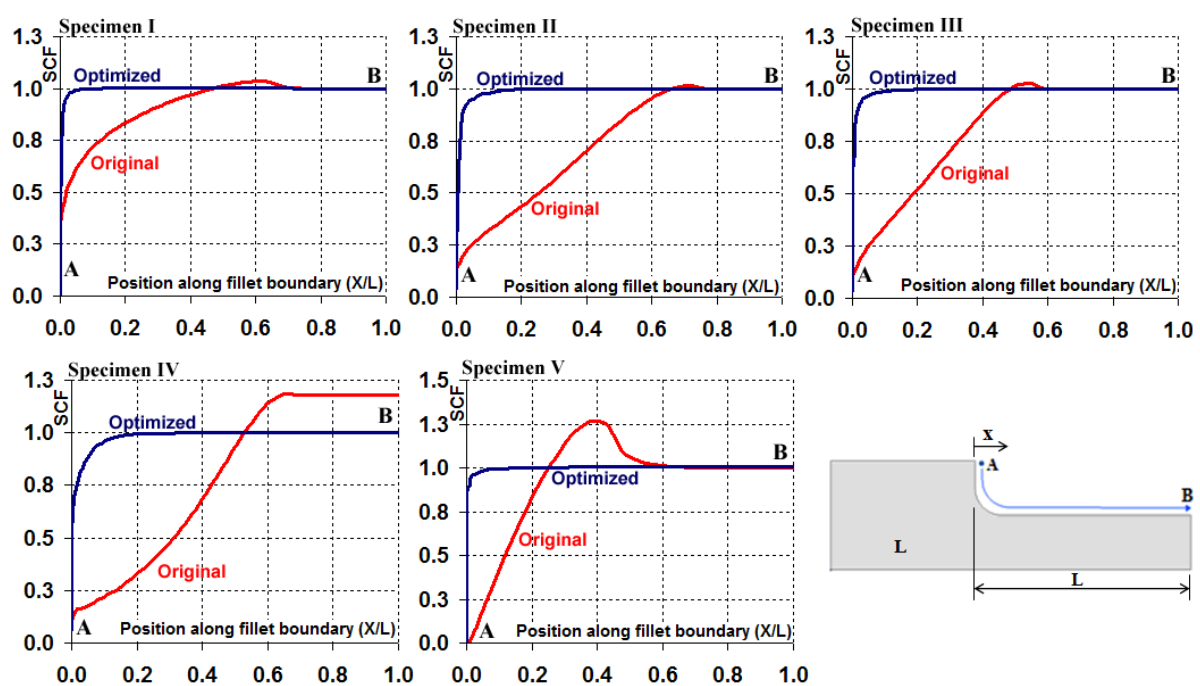 Specimen I
1.3
SCF
Optimized
B
1.0
0.8
Original
0.5
0.3
A
Position along fillet boundary (X/L)
0.0
0.0 0.2 0.4 0.6 0.8 1.0
Specimen II
1.3
SCF
Optimized
B
1.0
0.8
0.5
Original
0.3
A
Position along fillet boundary (X/L)
0.0
0.0 0.2 0.4 0.6 0.8 1.0
Specimen III
1.3
SCF
Optimized
B
1.0
0.8
Original
0.5
0.3
A
Position along fillet boundary (X/L)
0.0
0.0 0.2 0.4 0.6 0.8 1.0
Specimen IV
1.3
SCF
Optimized
B
1.0
0.8
0.5
Original
0.3
A
Position along fillet boundary (X/L)
0.0
0.0 0.2 0.4 0.6 0.8 1.0
Specimen V
1.5
SCF
1.3
B
1.0
Optimized
0.8
Original
0.5
0.3
A
Position along fillet boundary (X/L)
0.0
0.0 0.2 0.4 0.6 0.8 1.0
x
A
B
L
L